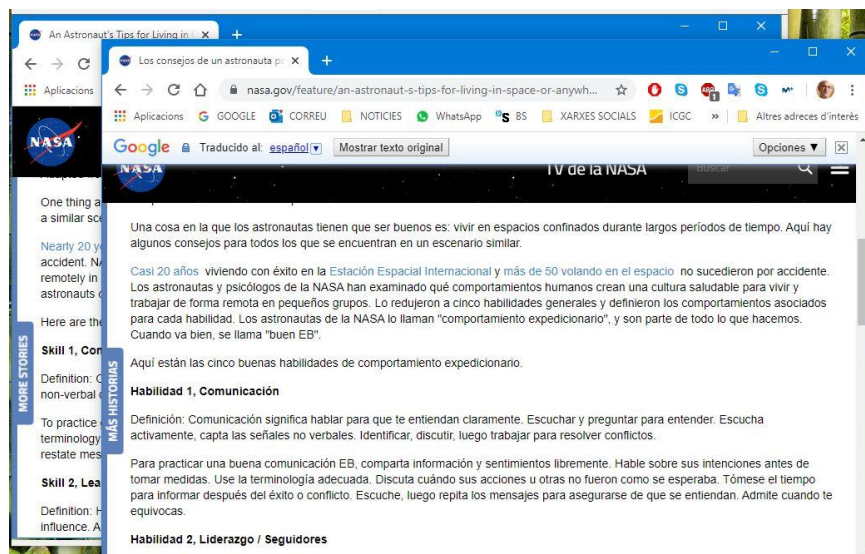 An Astronaut's Tips for Living in
Los consejos de un astronauta p
nasa.gov/feature/an-astronaut-s-tips-for-living-in-space-or-anywh...
Aplicacions
Aplicacions GOOGLE CORREU NOTICIES WhatsApp BS XARXES SOCIALS ICGC » Altres adreces d'interès
Google Traducido al: español Mostrar texto original Opciones ▼
NASA
NASA TV de la NASA Buscar
One thing a
a similar sce
Nearly 20 y
accident. NA
remotely in
astronauts c
Here are the
Skill 1, Con
Definition: C
non-verbal c
To practice
terminology
restate mes
Skill 2, Lea
Definition: H
influence. A
MORE STORIES
MÁS HISTORIAS
Una cosa en la que los astronautas tienen que ser buenos es: vivir en espacios confinados durante largos períodos de tiempo. Aquí hay
algunos consejos para todos los que se encuentran en un escenario similar.
Casi 20 años viviendo con éxito en la Estación Espacial Internacional y más de 50 volando en el espacio no sucedieron por accidente.
Los astronautas y psicólogos de la NASA han examinado qué comportamientos humanos crean una cultura saludable para vivir y
trabajar de forma remota en pequeños grupos. Lo redujeron a cinco habilidades generales y definieron los comportamientos asociados
para cada habilidad. Los astronautas de la NASA lo llaman "comportamiento expedicionario", y son parte de todo lo que hacemos.
Cuando va bien, se llama "buen EB".
Aquí están las cinco buenas habilidades de comportamiento expedicionario.
Habilidad 1, Comunicación
Definición: Comunicación significa hablar para que te entiendan claramente. Escuchar y preguntar para entender. Escucha
activamente, capta las señales no verbales. Identificar, discutir, luego trabajar para resolver conflictos.
Para practicar una buena comunicación EB, comparta información y sentimientos libremente. Hable sobre sus intenciones antes de
tomar medidas. Use la terminología adecuada. Discuta cuándo sus acciones u otras no fueron como se esperaba. Tómese el tiempo
para informar después del éxito o conflicto. Escuche, luego repita los mensajes para asegurarse de que se entiendan. Admite cuando te
equivocas.
Habilidad 2, Liderazgo / Seguidores